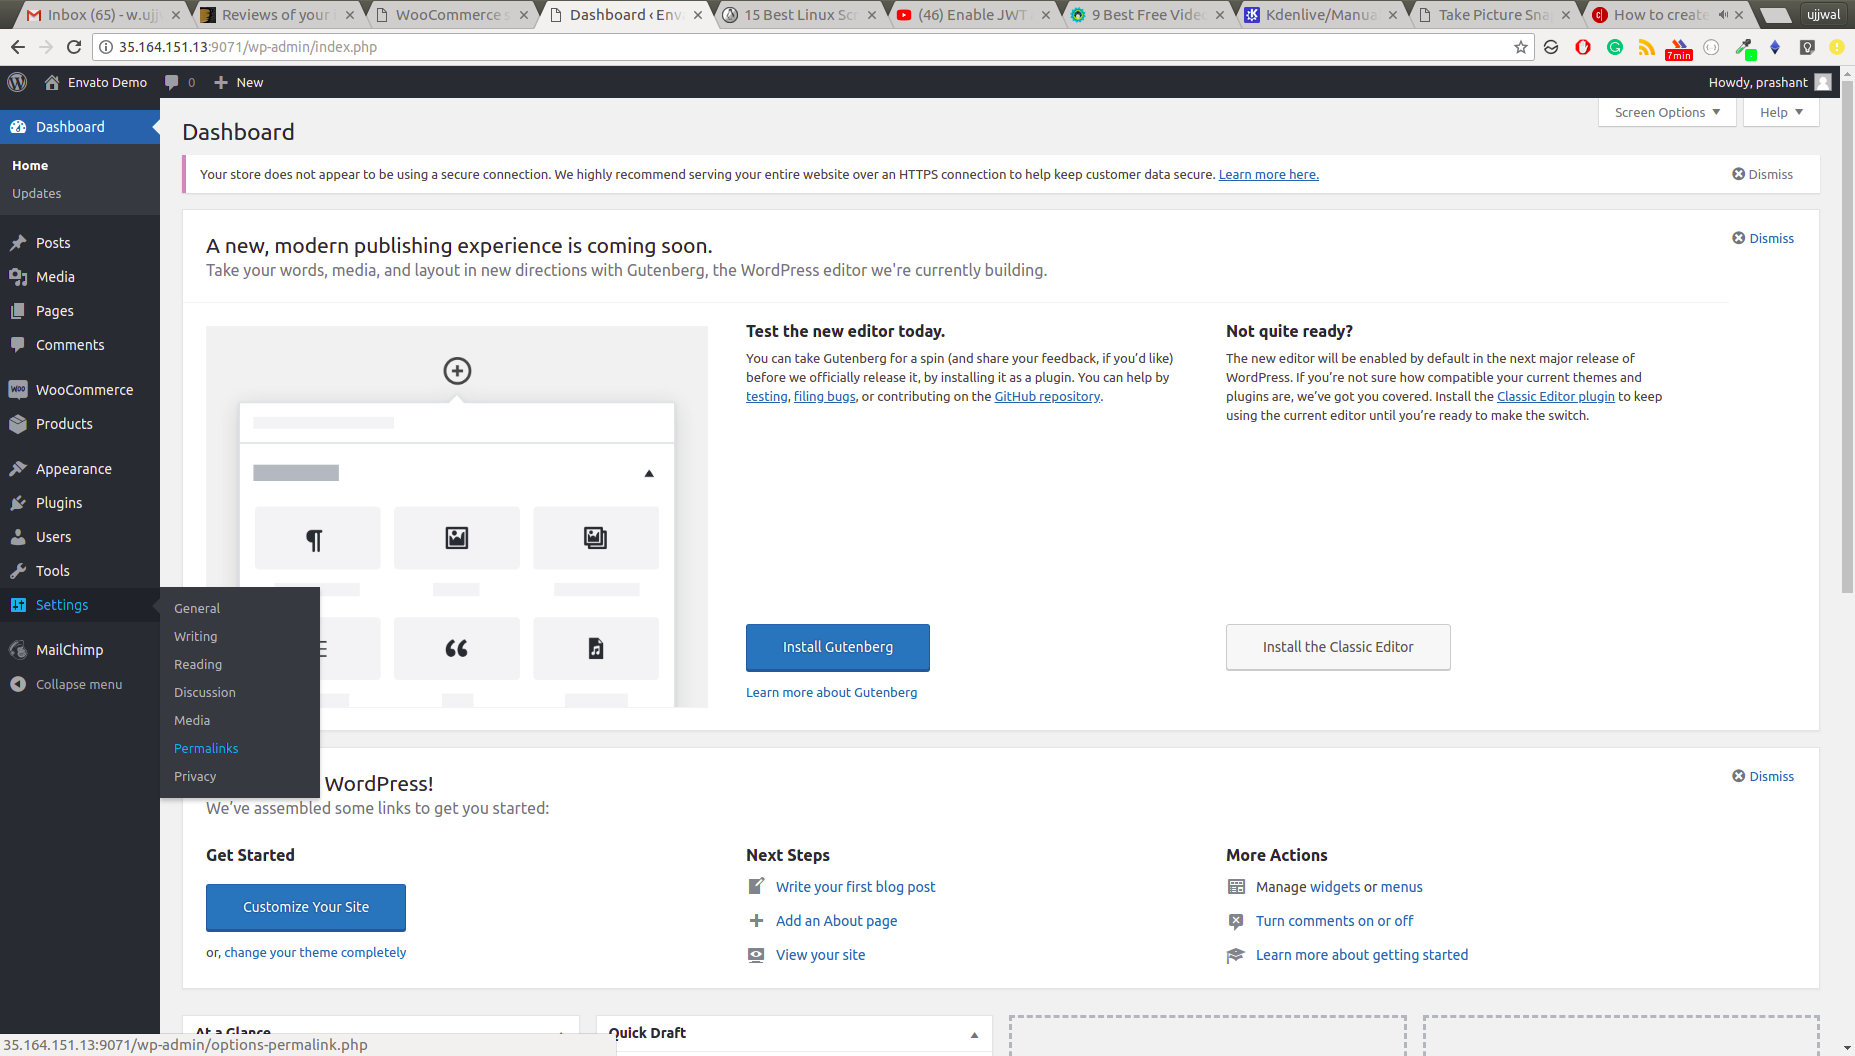 Inbox (65) - w.ujj
Reviews of your
WooCommerce s
Dashboard ‹ Env
15 Best Linux Scr
(46) Enable JWT
9 Best Free Vide
Kdenlive/Manua
Take Picture Sna
How to create
ujjwal
35.164.151.13:9071/wp-admin/index.php
7min
Envato Demo
0
New
Howdy, prashant
Screen Options
Help
Dashboard
Home
Updates
Posts
Media
Pages
Comments
WooCommerce
Products
Appearance
Plugins
Users
Tools
Settings
MailChimp
Collapse menu
General
Writing
Reading
Discussion
Media
Permalinks
Privacy
Dashboard
Your store does not appear to be using a secure connection. We highly recommend serving your entire website over an HTTPS connection to help keep customer data secure. Learn more here.
Dismiss
A new, modern publishing experience is coming soon.
Dismiss
Take your words, media, and layout in new directions with Gutenberg, the WordPress editor we're currently building.
Test the new editor today.
You can take Gutenberg for a spin (and share your feedback, if you'd like)
before we officially release it, by installing it as a plugin. You can help by
testing, filing bugs, or contributing on the GitHub repository.
Install Gutenberg
Learn more about Gutenberg
Not quite ready?
The new editor will be enabled by default in the next major release of
WordPress. If you're not sure how compatible your current themes and
plugins are, we've got you covered. Install the Classic Editor plugin to keep
using the current editor until you're ready to make the switch.
Install the Classic Editor
WordPress!
Dismiss
We've assembled some links to get you started:
Get Started
Customize Your Site
or, change your theme completely
Next Steps
Write your first blog post
Add an About page
View your site
More Actions
Manage widgets or menus
Turn comments on or off
Learn more about getting started
At a Glance
Quick Draft
35.164.151.13:9071/wp-admin/options-permalink.php